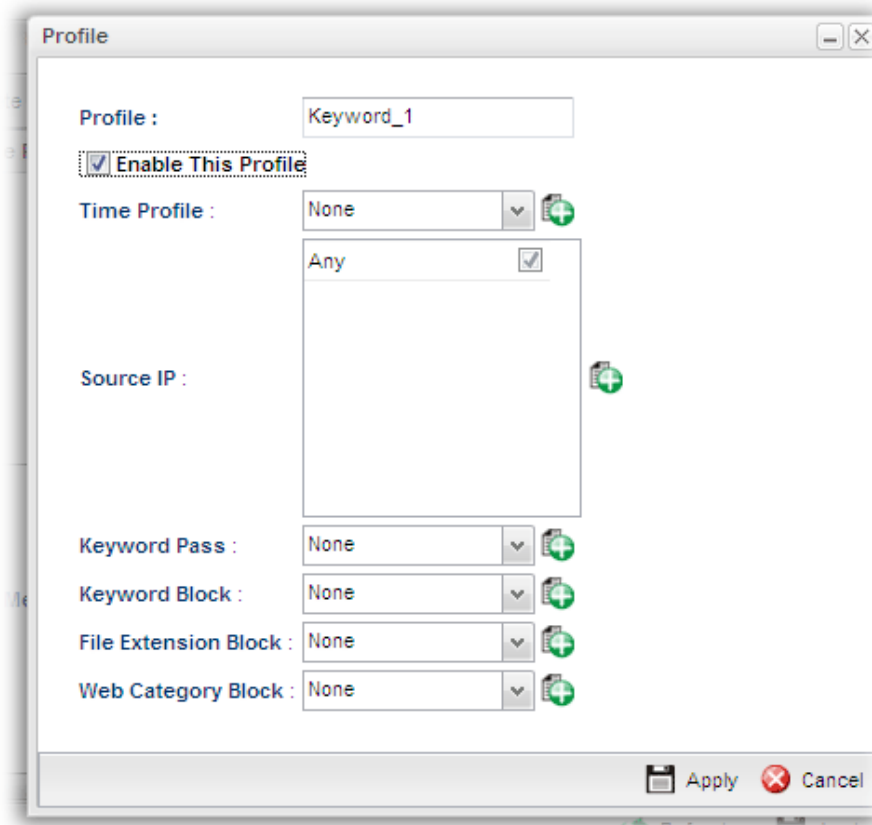 Profile
Profile : Keyword_1
Enable This Profile
Time Profile : None
Any
Source IP :
Keyword Pass : None
Keyword Block : None
File Extension Block : None
Web Category Block : None
Apply Cancel